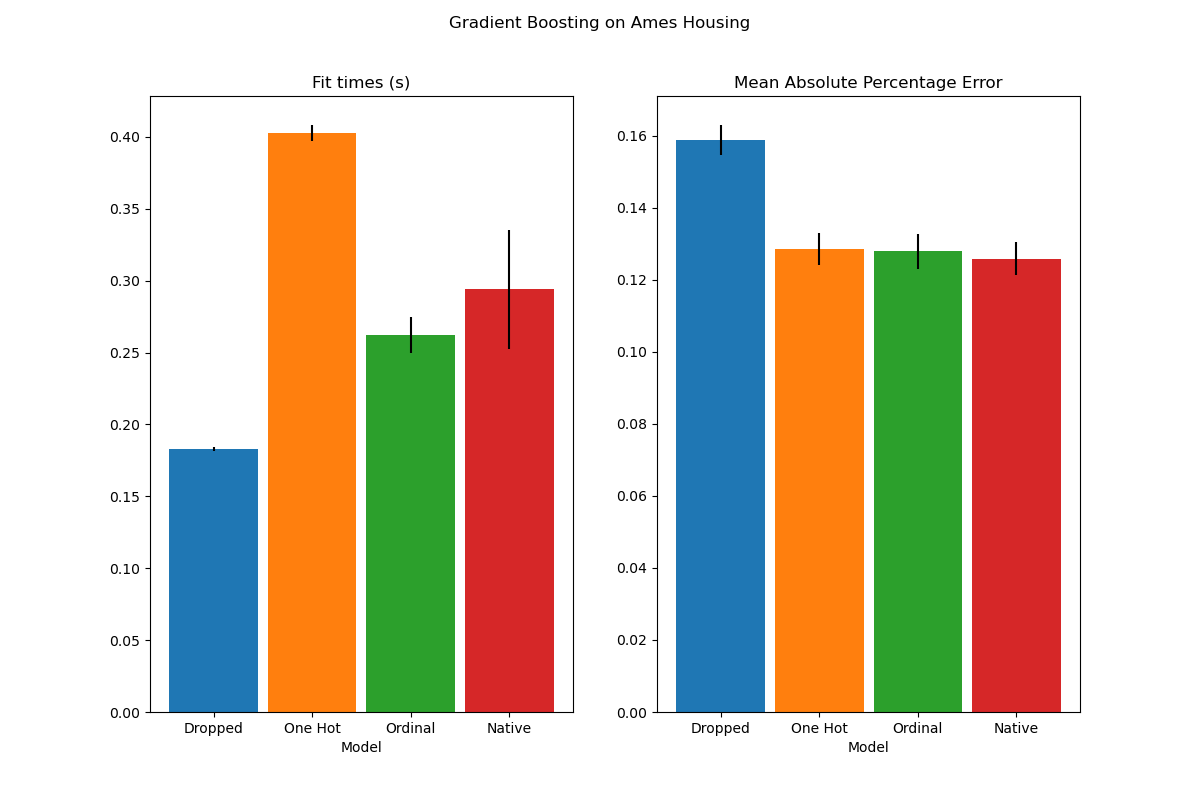 Gradient Boosting on Ames Housing
Fit times (s)
0.40
0.35
0.30
0.25
0.20
0.15
0.10
0.05
0.00
Dropped One Hot Ordinal Native
Model
Mean Absolute Percentage Error
0.16
0.14
0.12
0.10
0.08
0.06
0.04
0.02
0.00
Dropped One Hot Ordinal Native
Model